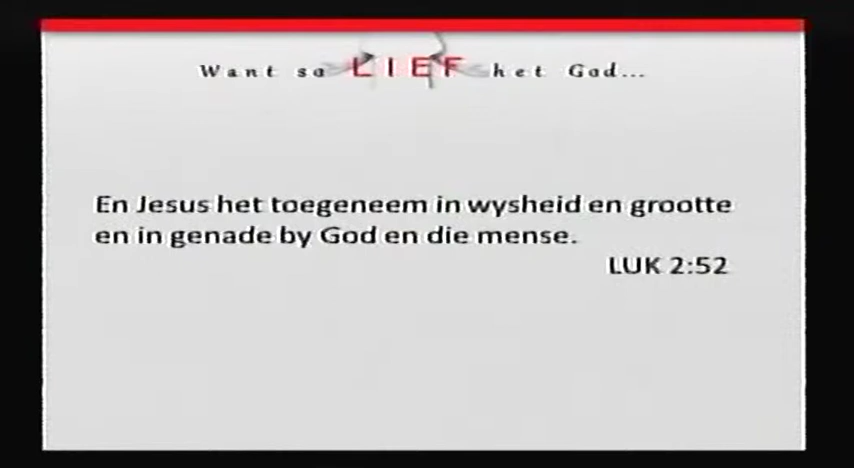 Want so LIEF het God...
En Jesus het toegeneem in wysheid en grootte
en in genade by God en die mense.
LUK 2:52